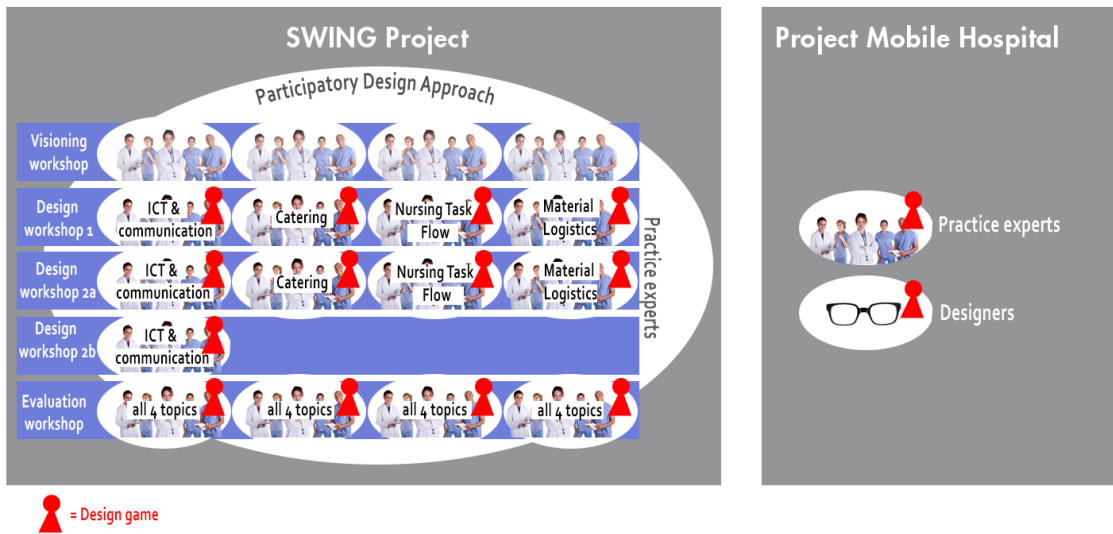 SWING Project
Participatory Design Approach
Visioning
workshop
Design
workshop 1
ICT &
communication
Catering
Nursing Task
Flow
Material
Logistics
Design
workshop 2a
ICT &
communication
Catering
Nursing Task
Flow
Material
Logistics
Design
workshop 2b
ICT &
communication
Evaluation
workshop
all 4 topics
all 4 topics
all 4 topics
all 4 topics
Practice experts
Project Mobile Hospital
Practice experts
Designers
= Design game